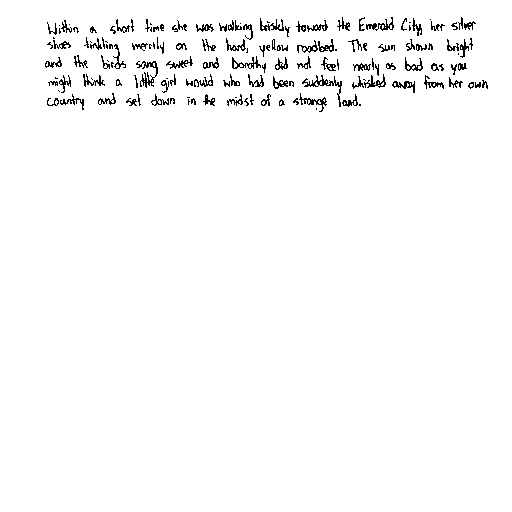 Within a short time she was walking briskly toward the Emerald City, her silver
shoes tinkling merrily on the hard, yellow roadbed. The sun shown bright
and the birds sang sweet and Dorothy did not feel nearly as bad as you
might think a little girl would who had been suddenly whisked away from her own
country and set down in the midst of a strange land.